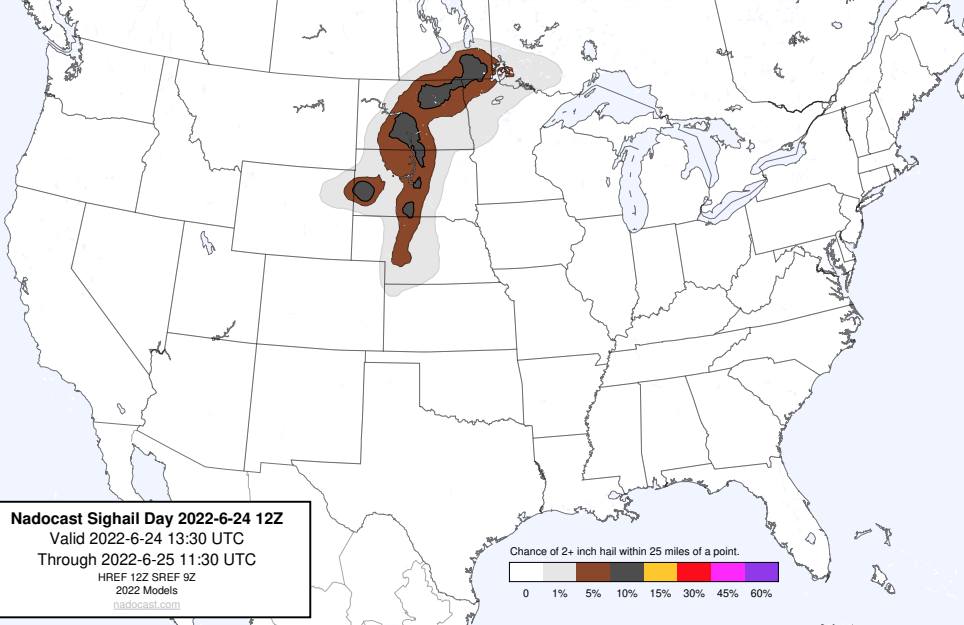 Nadocast Sighail Day 2022-6-24 12Z
Valid 2022-6-24 13:30 UTC
Through 2022-6-25 11:30 UTC
HREF 12Z SREF 9Z
2022 Models
nadocast.com
Chance of 2+ inch hail within 25 miles of a point.
0 1% 5% 10% 15% 30% 45% 60%